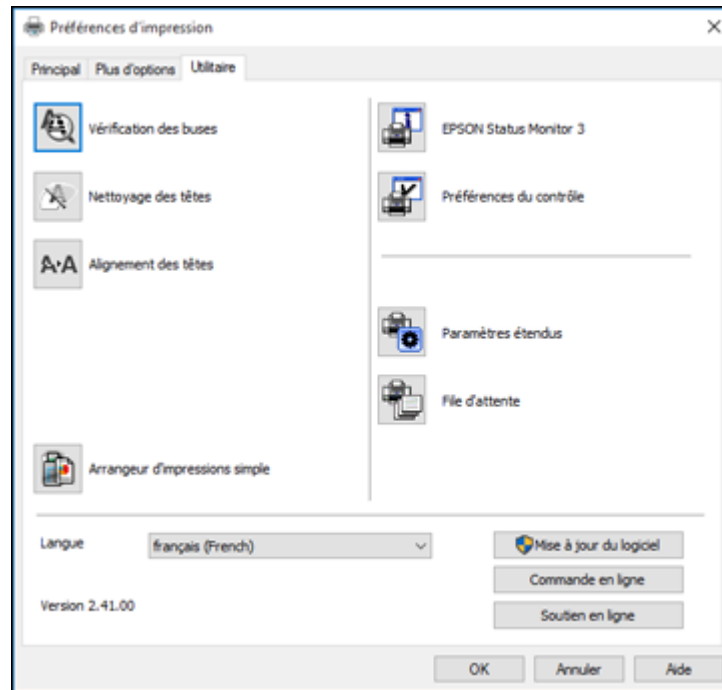 Préférences d'impression
Principal
Plus d'options
Utilitaire
Vérification des buses
Nettoyage des têtes
Alignement des têtes
Arrangeur d'impressions simple
EPSON Status Monitor 3
Préférences du contrôle
Paramètres étendus
File d'attente
Langue
français (French)
Version 2.41.00
Mise à jour du logiciel
Commande en ligne
Soutien en ligne
OK
Annuler
Aide